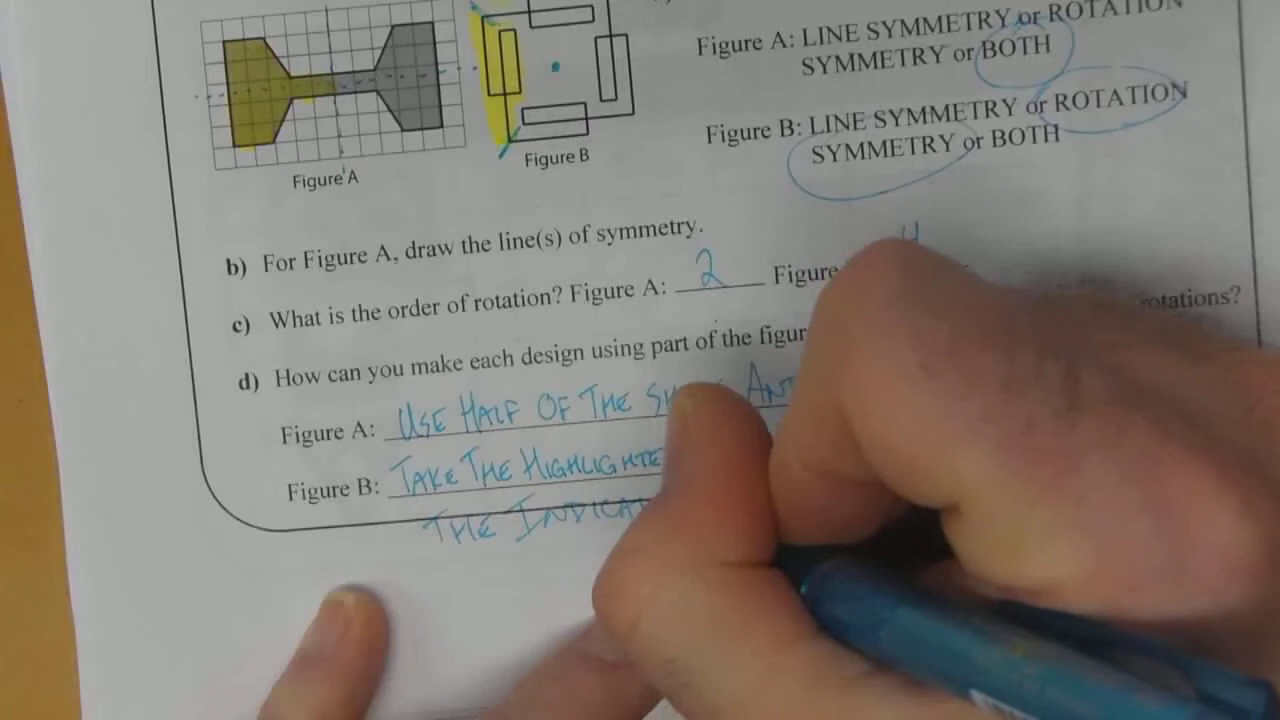 Figure A: LINE SYMMETRY or ROTATION
SYMMETRY or BOTH
Figure B: LINE SYMMETRY or ROTATION
SYMMETRY or BOTH
Figure A
Figure B
b) For Figure A, draw the line(s) of symmetry.
c) What is the order of rotation? Figure A: 2 Figure 4
d) How can you make each design using part of the rotations?
Figure A: USE HALF OF THE
Figure B: TAKE THE
THE